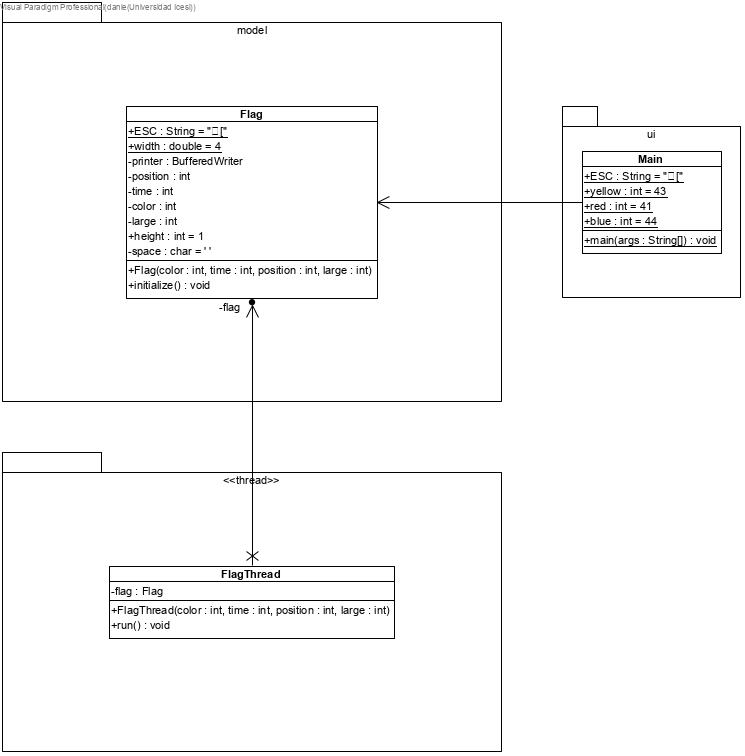 Visual Paradigm Professional(danie(Universidad Icesi))
model
Flag
+ESC : String = "□["
+width : double = 4
-printer : BufferedWriter
-position : int
-time : int
-color : int
-large : int
+height : int = 1
-space : char = ' '
+Flag(color : int, time : int, position : int, large : int)
+initialize() : void
-flag
ui
Main
+ESC : String = "□["
+yellow : int = 43
+red : int = 41
+blue : int = 44
+main(args : String[]) : void
<<thread>>
FlagThread
-flag : Flag
+FlagThread(color : int, time : int, position : int, large : int)
+run() : void